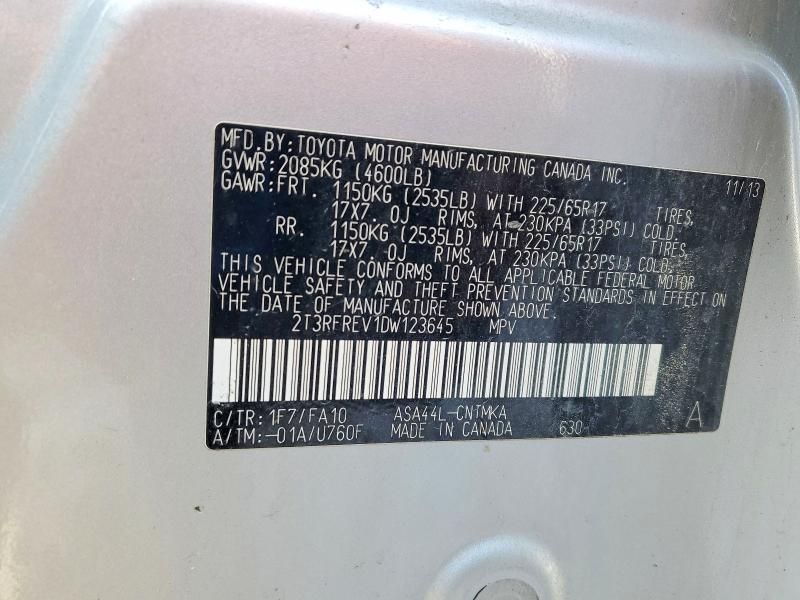 MFD.BY:TOYOTA MOTOR MANUFACTURING CANADA INC. 11/13
GVWR:2085KG (4600LB)
GAWR:FRT. 1150KG (2535LB) WITH 225/65R17 TIRES,
17X7.0J RIMS, AT 230KPA (33PSI) COLD.
RR. 1150KG (2535LB) WITH 225/65R17 TIRES,
17X7.0J RIMS, AT 230KPA (33PSI) COLD.
THIS VEHICLE CONFORMS TO ALL APPLICABLE FEDERAL MOTOR
VEHICLE SAFETY AND THEFT PREVENTION STANDARDS IN EFFECT ON
THE DATE OF MANUFACTURE SHOWN ABOVE.
2T3RFREV1DW123645 MPV
C/TR:1F7/FA10 ASA44L-CNTMKA A
A/TM:-01A/U760F MADE IN CANADA 630-